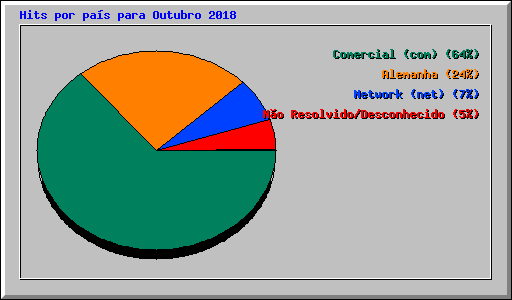 Hits por país para Outubro 2018
Comercial (com) (64%)
Alemanha (24%)
Network (net) (7%)
Não Resolvido/Desconhecido (5%)